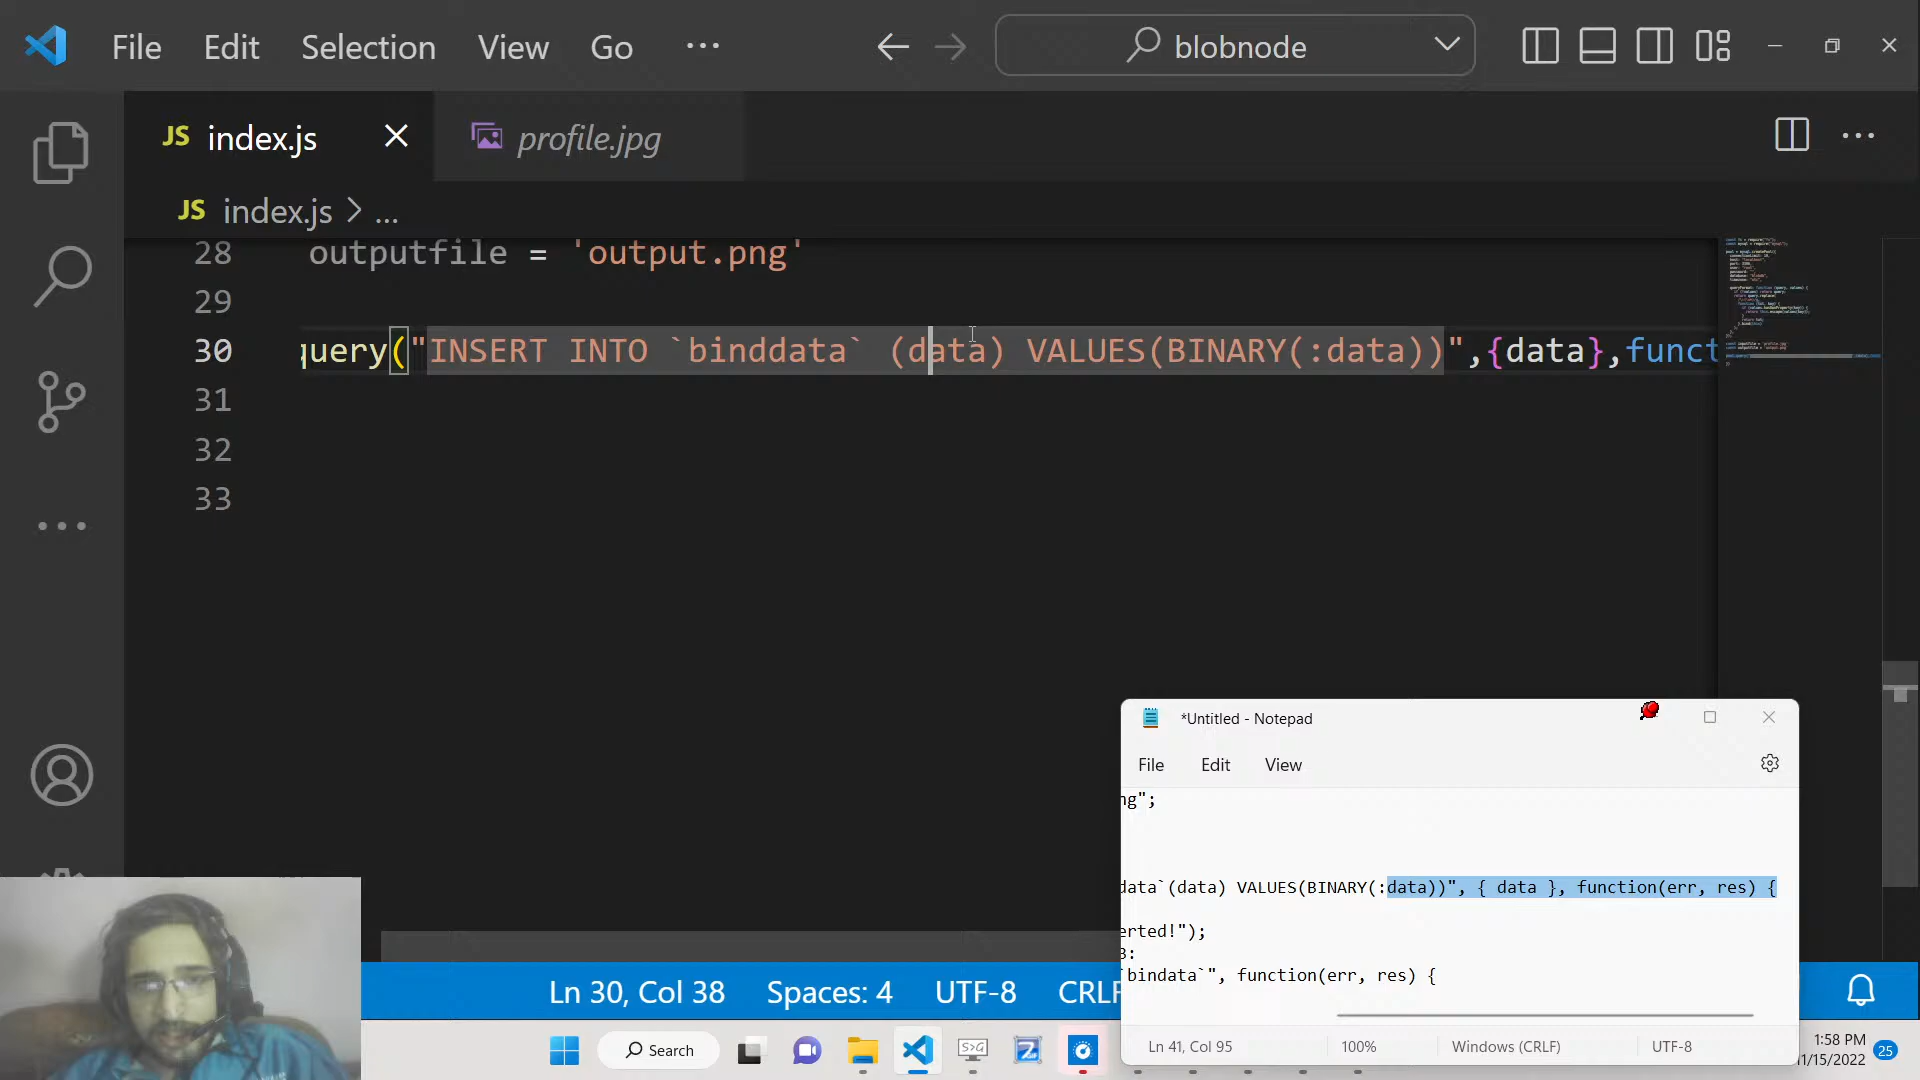 File Edit Selection View Go ... blobnode
JS index.js profile.jpg ...
JS index.js > ...
28 outputfile = 'output.png'
29
30 query("INSERT INTO `binddata` (data) VALUES(BINARY(:data))",{data},funct
31
32
33
*Untitled - Notepad
File Edit View
ng";
data`(data) VALUES(BINARY(:data))", { data }, function(err, res) {
erted!");
`bindata`", function(err, res) {
Ln 41, Col 95 100% Windows (CRLF) UTF-8
Ln 30, Col 38 Spaces: 4 UTF-8 CRLF
Search
1:58 PM
11/15/2022
25